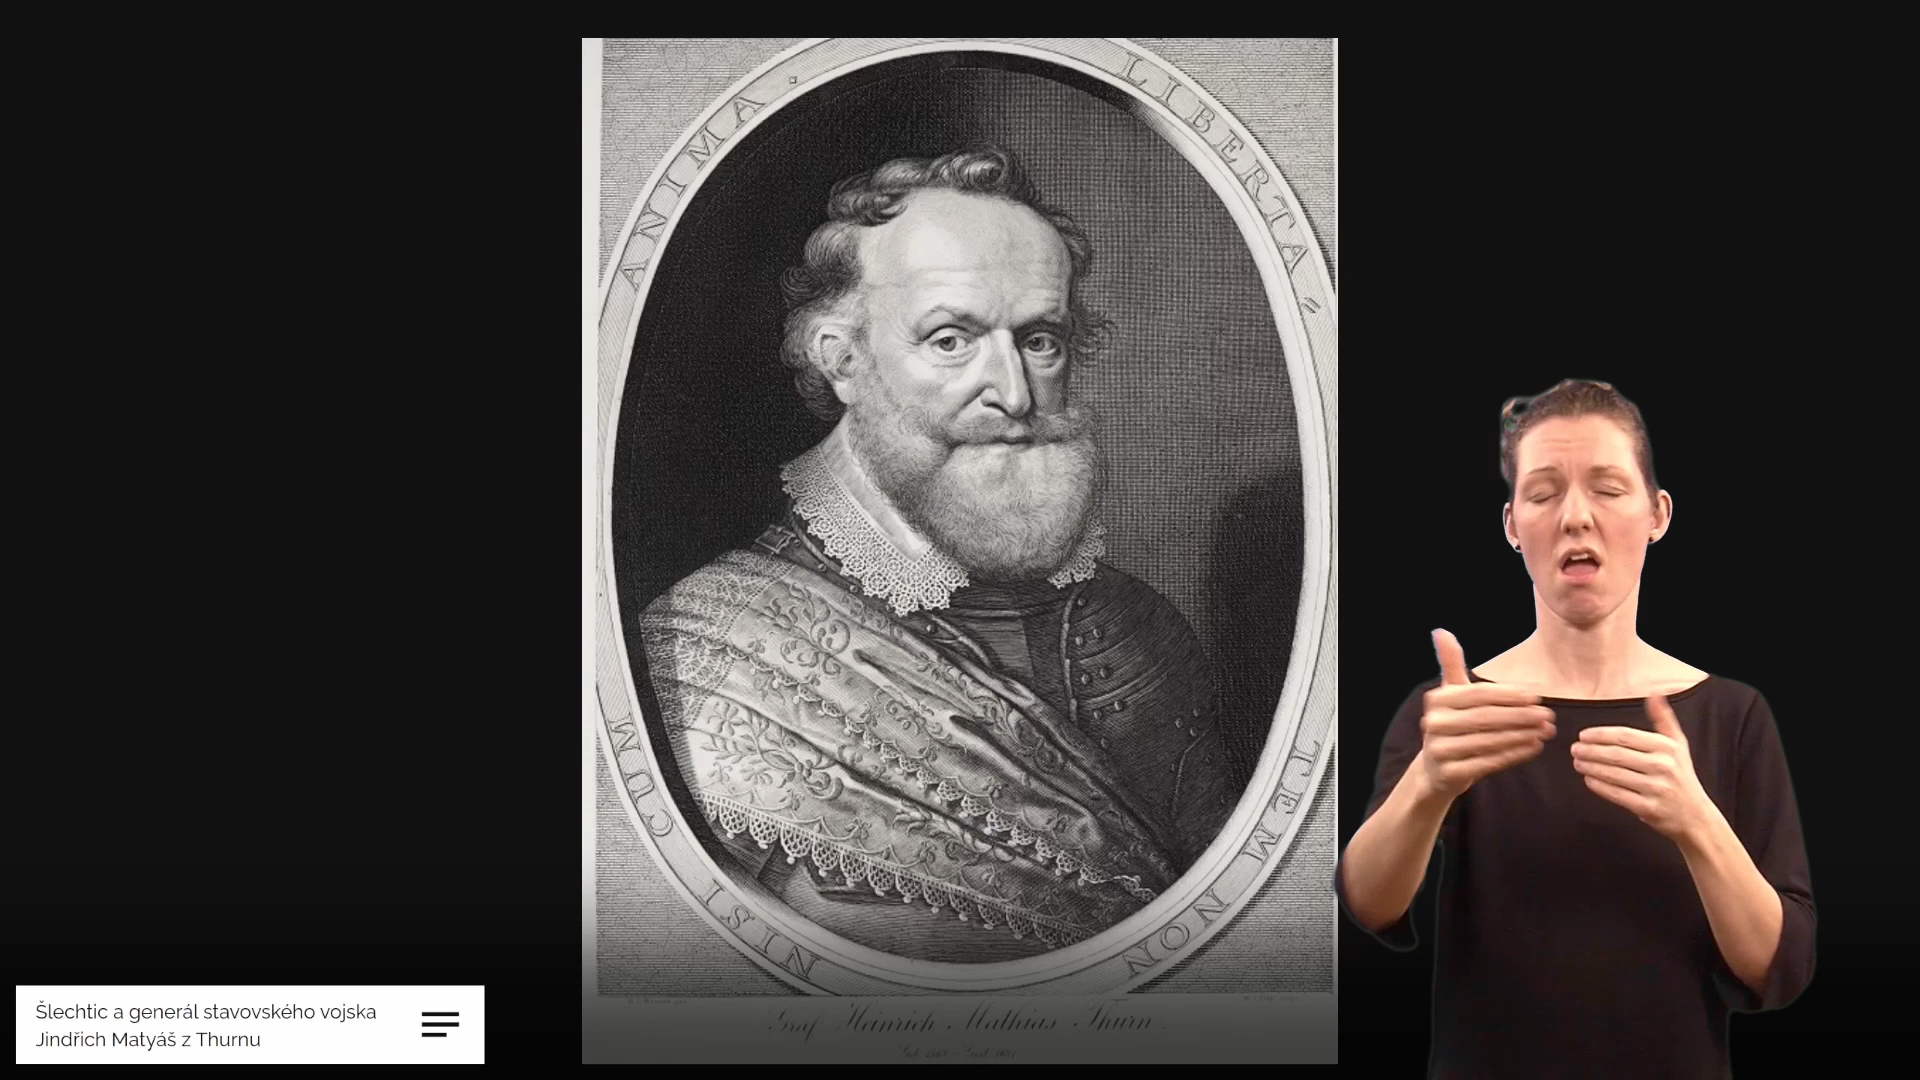 LIBERTA=
TEM NON
NISI
CUM
ANIMA.
Graf Heinrich Mathias Thurn.
Šlechtic a generál stavovského vojska
Jindřich Matyáš z Thurnu